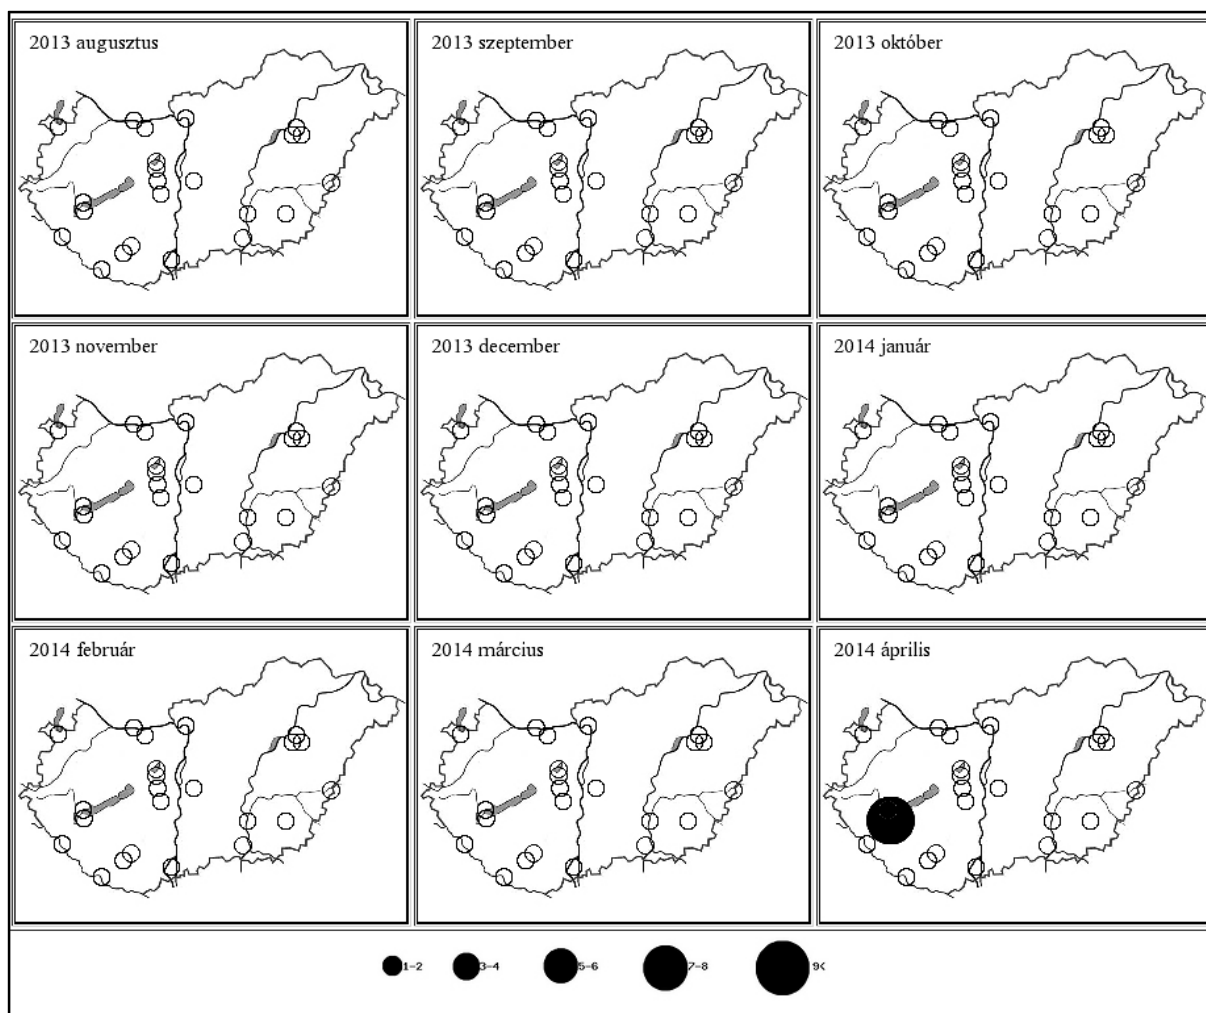 2013 augusztus
2013 szeptember
2013 október
2013 november
2013 december
2014 január
2014 február
2014 március
2014 április
1-2 3-4 5-6 7-8 9<